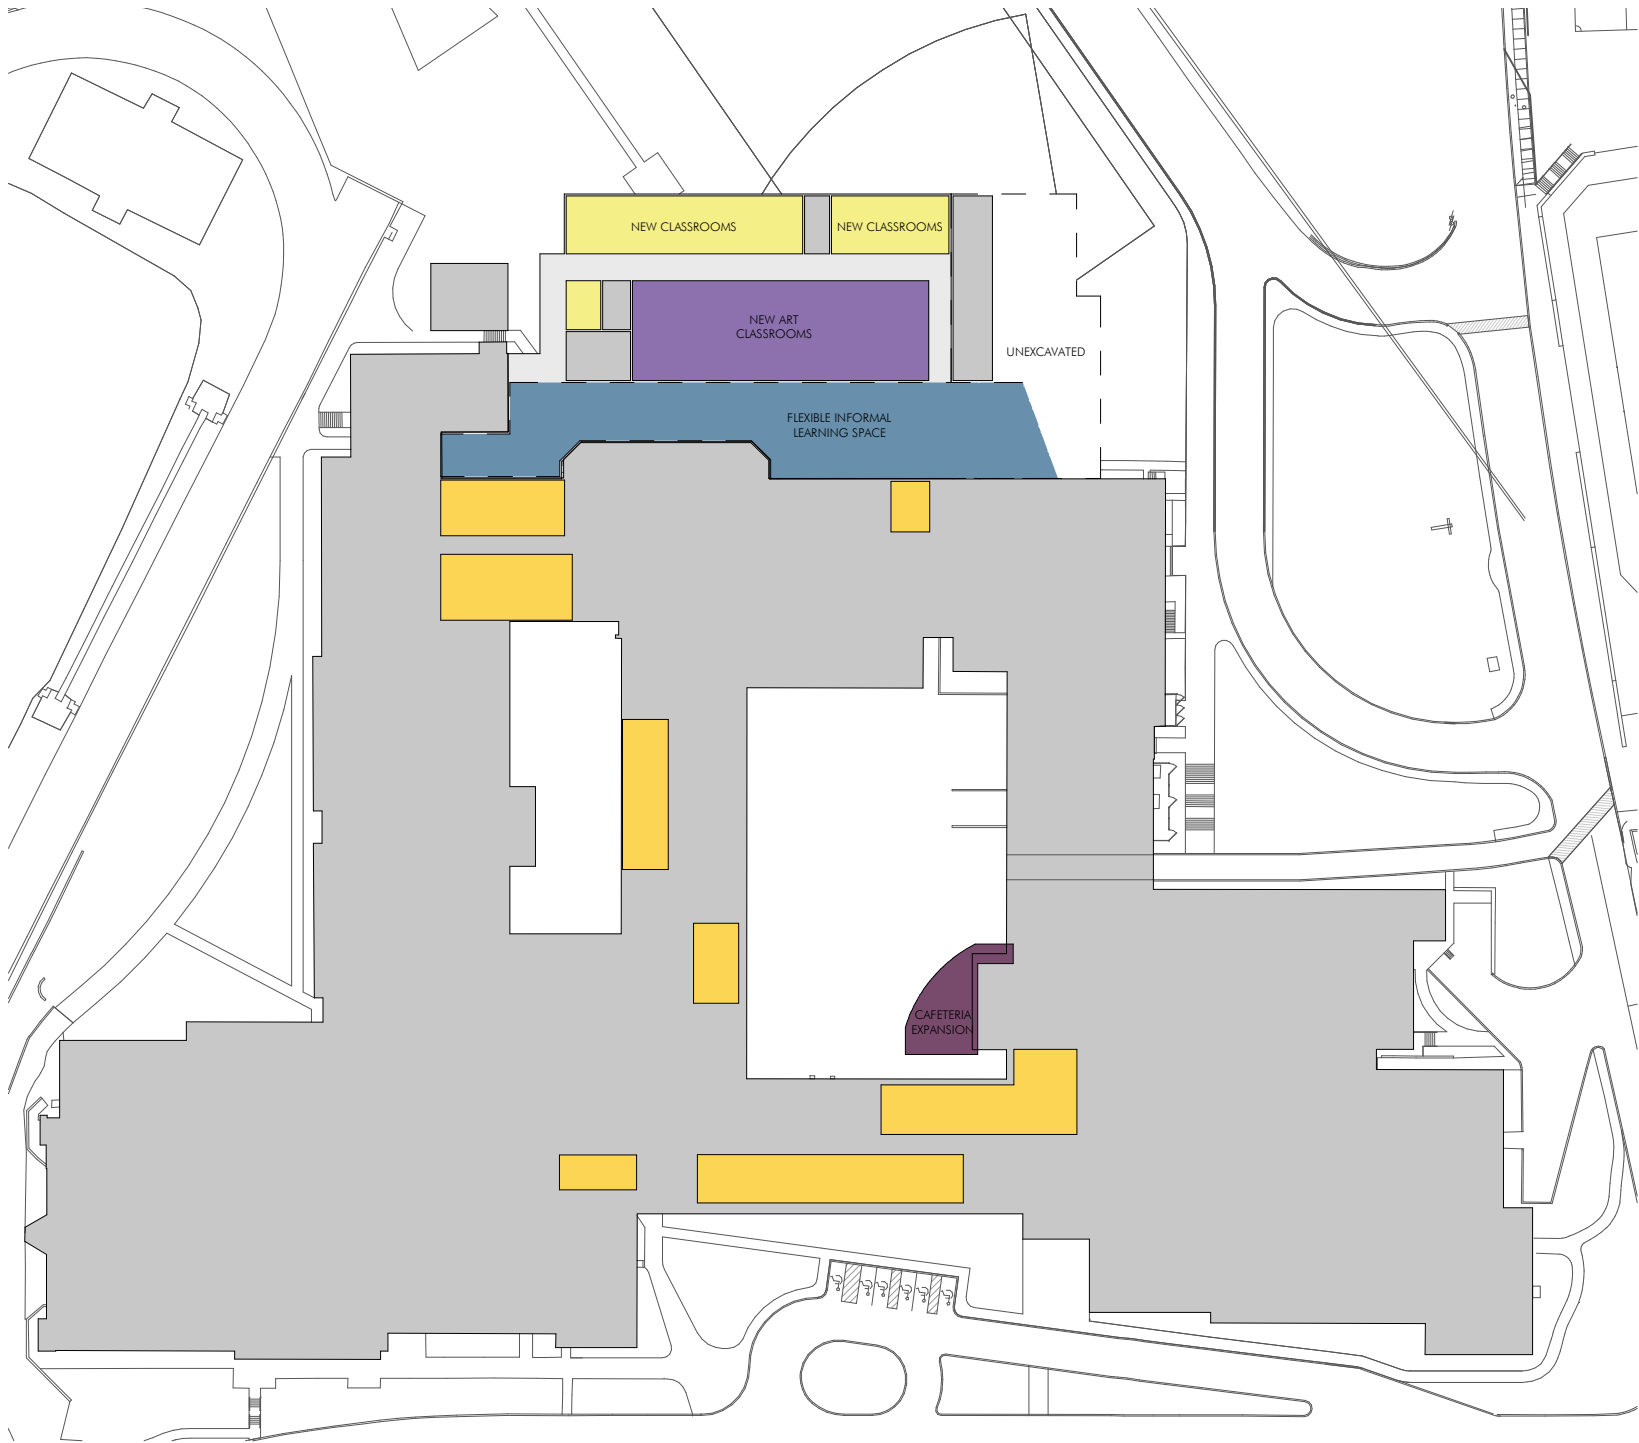 NEW CLASSROOMS
NEW CLASSROOMS
NEW ART
CLASSROOMS
UNEXCAVATED
FLEXIBLE INFORMAL
LEARNING SPACE
CAFETERIA
EXPANSION